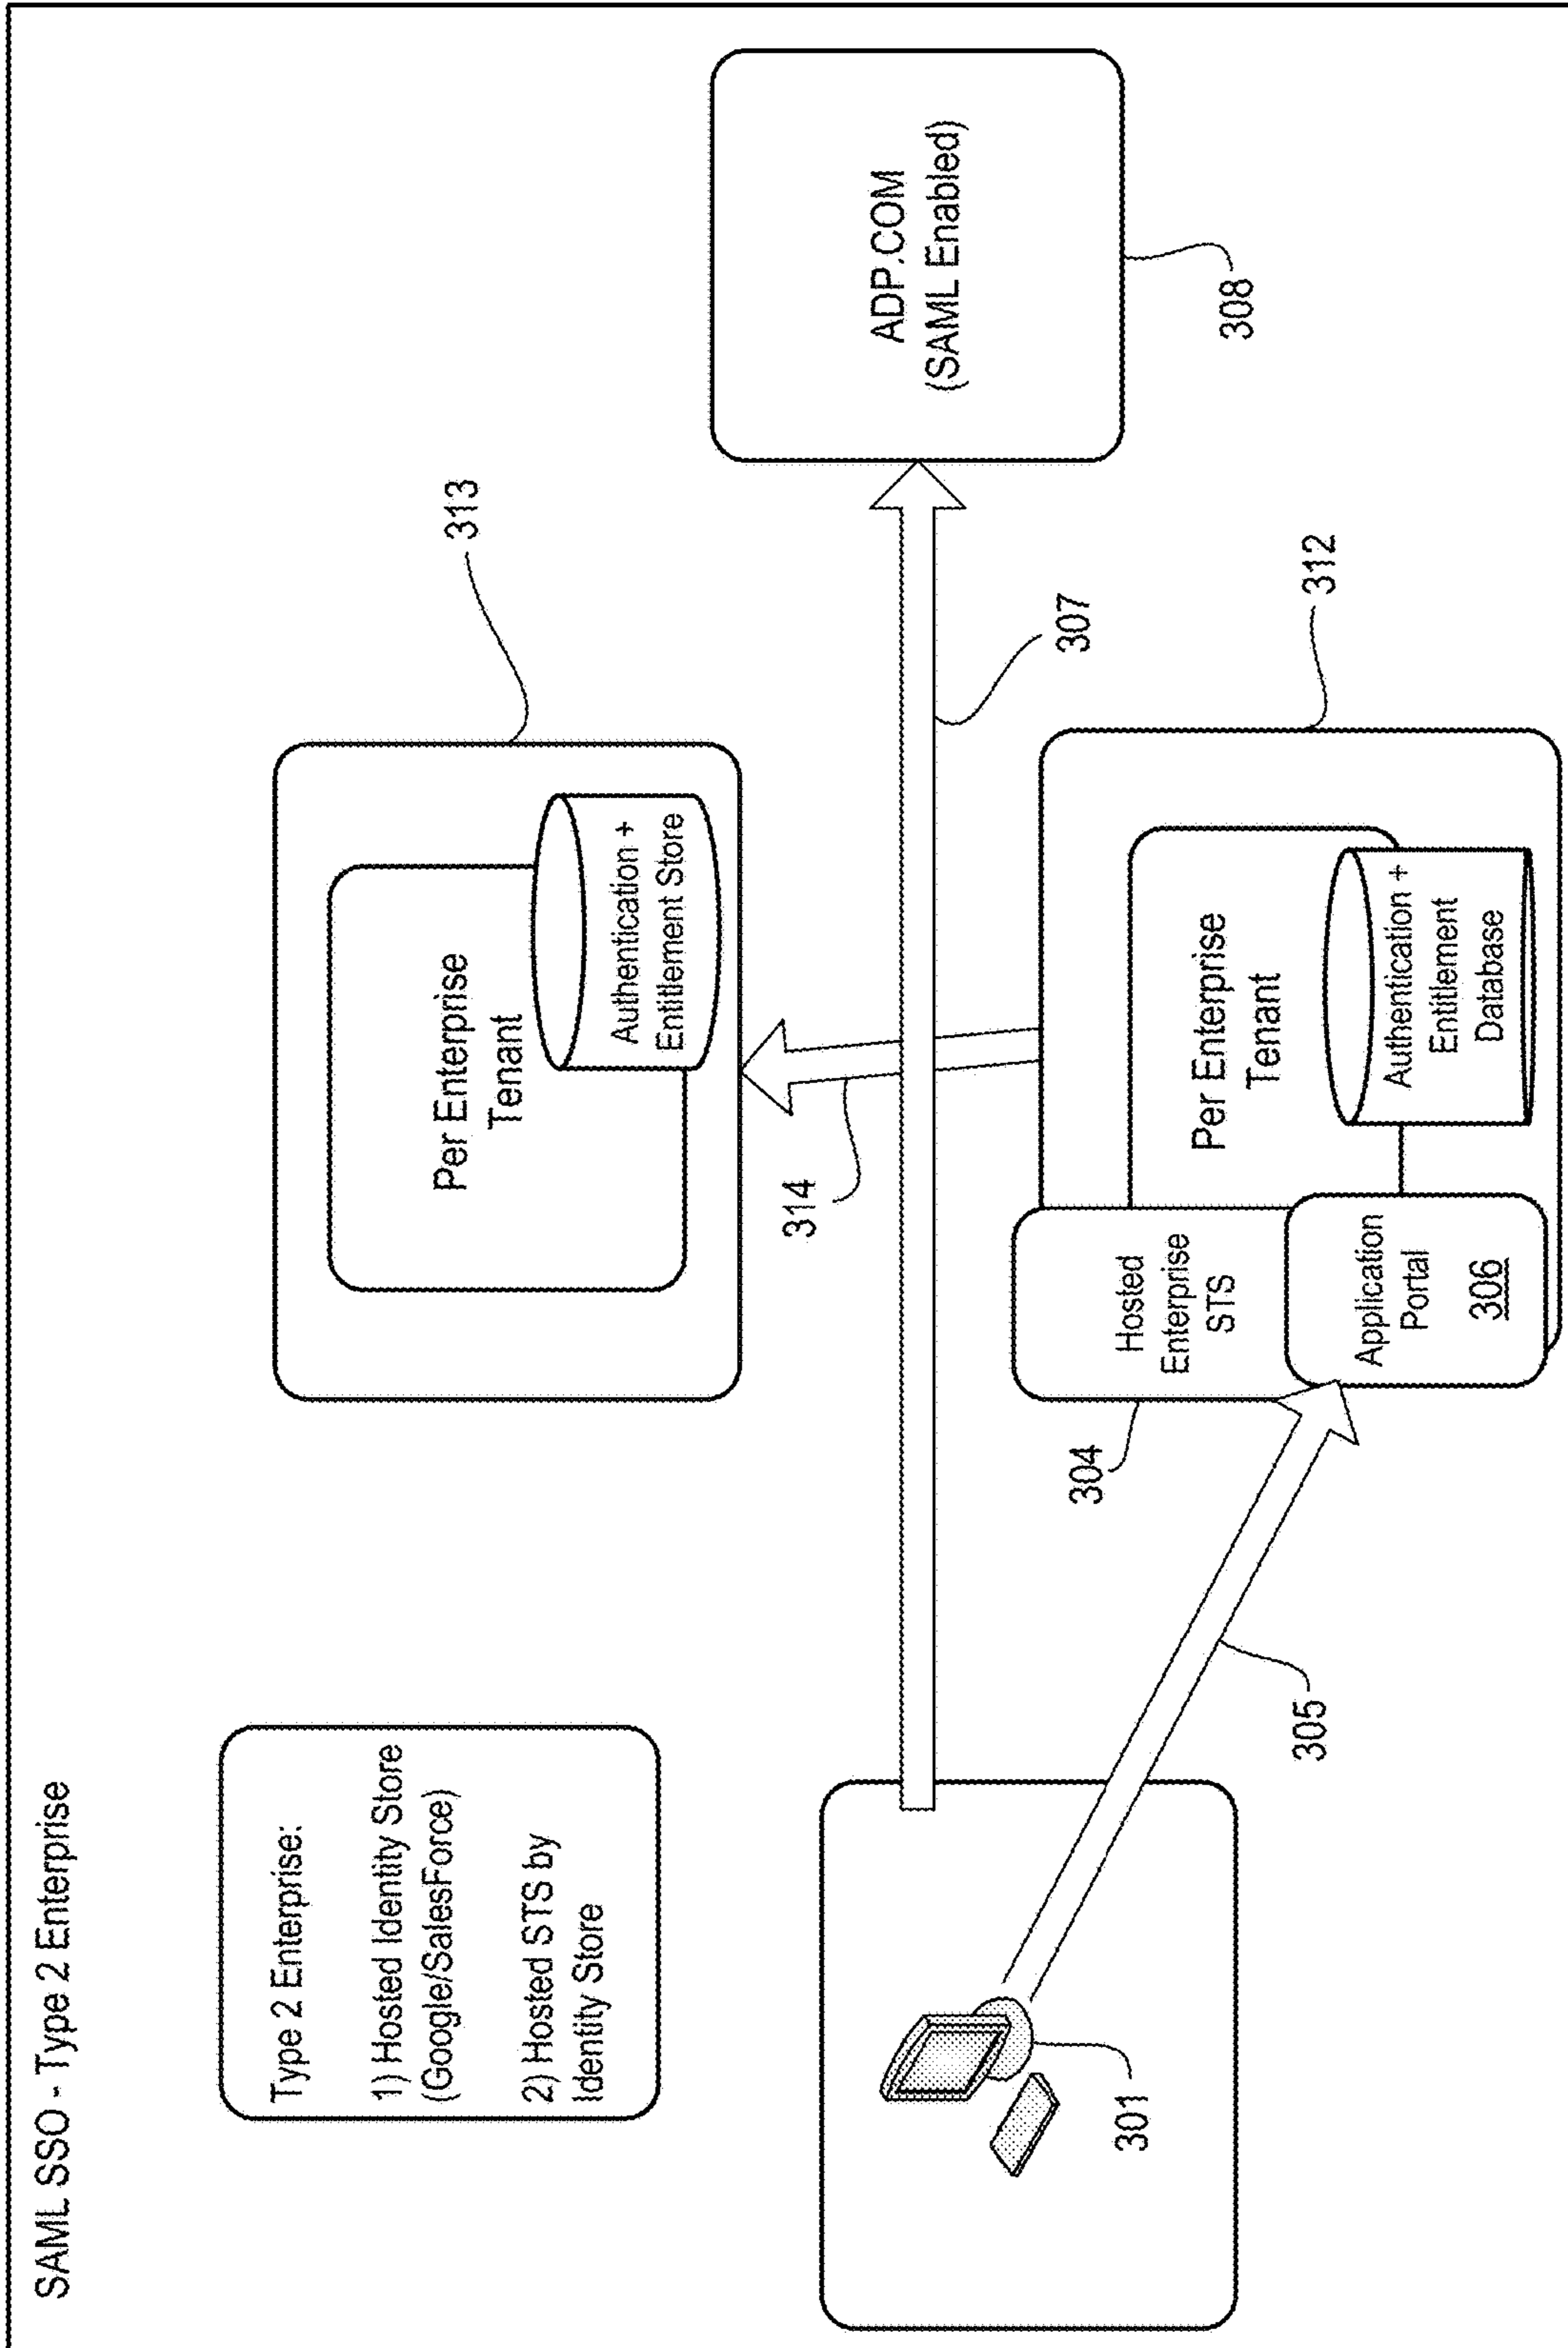 SAML SSO - Type 2 Enterprise
Type 2 Enterprise:
1) Hosted Identity Store
(Google/SalesForce)
2) Hosted STS by
Identity Store
313
Per Enterprise
Tenant
Authentication +
Entitlement Store
314
ADP.COM
(SAML Enabled)
308
307
301
305
304
Hosted
Enterprise
STS
Application
Portal
306
312
Per Enterprise
Tenant
Authentication +
Entitlement
Database